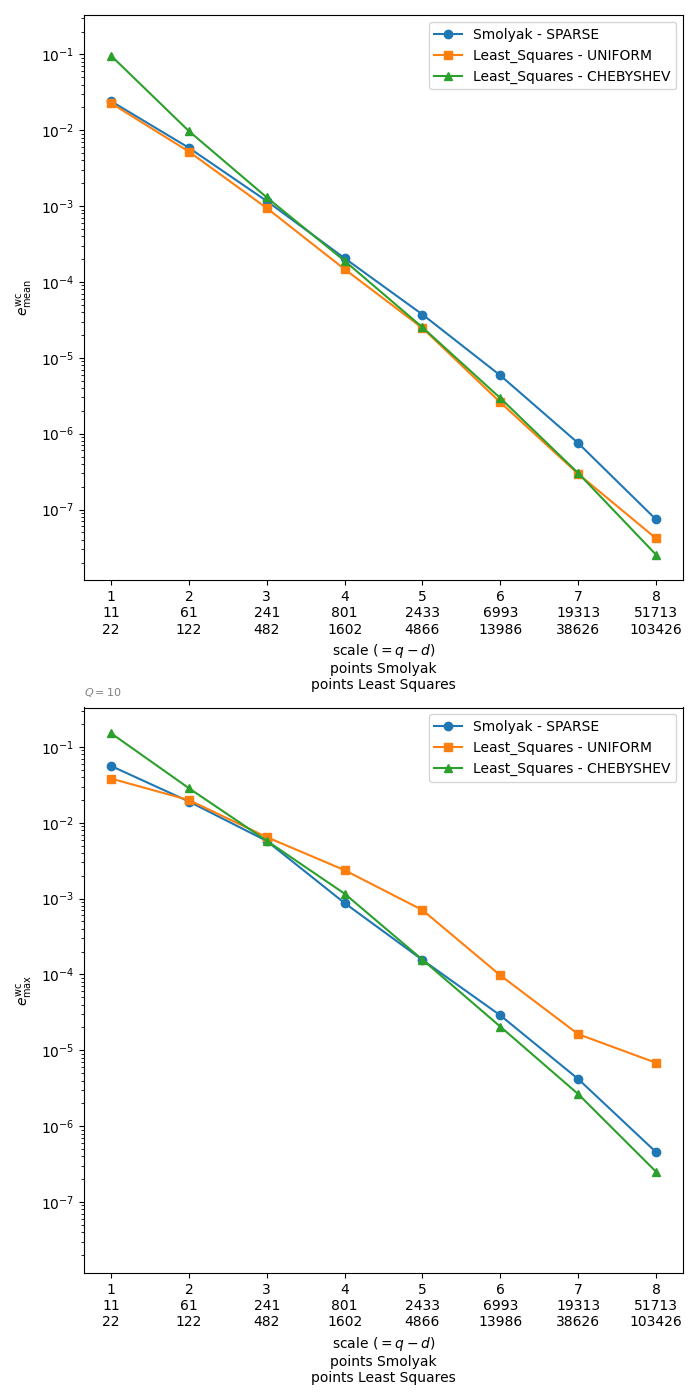 Smolyak - SPARSE
Least_Squares - UNIFORM
Least_Squares - CHEBYSHEV
10⁻¹
10⁻²
10⁻³
10⁻⁴
10⁻⁵
10⁻⁶
10⁻⁷
e^wc_mean
1 2 3 4 5 6 7 8
11 61 241 801 2433 6993 19313 51713
22 122 482 1602 4866 13986 38626 103426
scale (= q − d)
points Smolyak
points Least Squares
Q = 10
Smolyak - SPARSE
Least_Squares - UNIFORM
Least_Squares - CHEBYSHEV
10⁻¹
10⁻²
10⁻³
10⁻⁴
10⁻⁵
10⁻⁶
10⁻⁷
e^wc_max
1 2 3 4 5 6 7 8
11 61 241 801 2433 6993 19313 51713
22 122 482 1602 4866 13986 38626 103426
scale (= q − d)
points Smolyak
points Least Squares